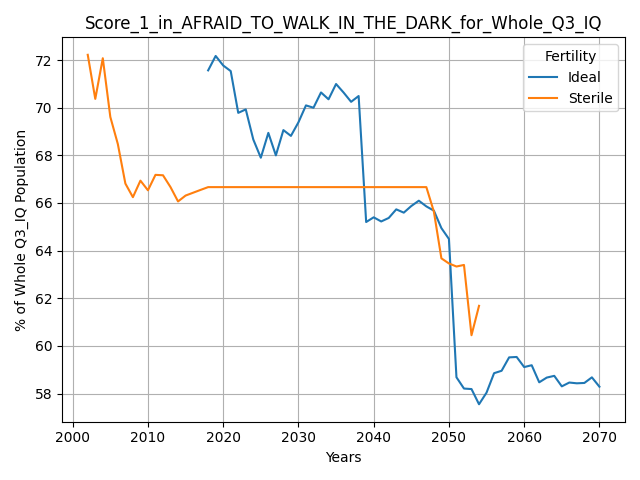 Score_1_in_AFRAID_TO_WALK_IN_THE_DARK_for_Whole_Q3_IQ
Fertility
Ideal
Sterile
% of Whole Q3_IQ Population
72
70
68
66
64
62
60
58
2000 2010 2020 2030 2040 2050 2060 2070
Years